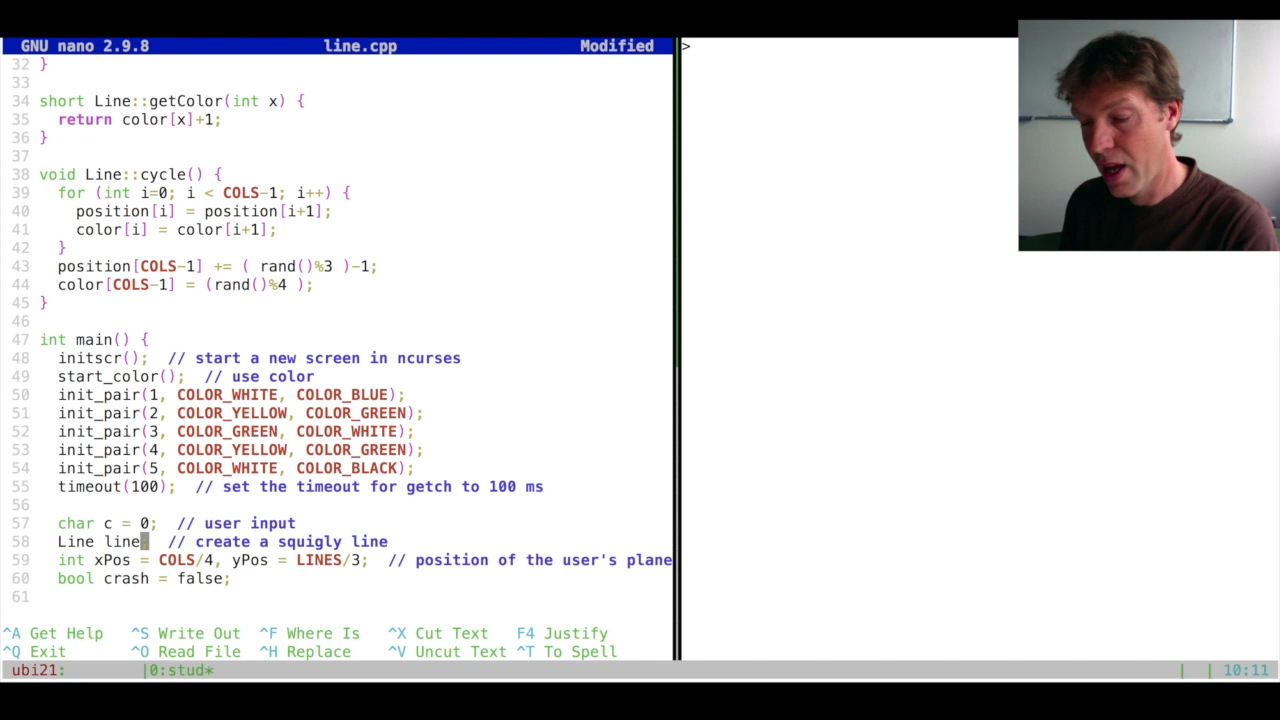 GNU nano 2.9.8 line.cpp Modified
32 }
33
34 short Line::getColor(int x) {
35 return color[x]+1;
36 }
37
38 void Line::cycle() {
39 for (int i=0; i < COLS-1; i++) {
40 position[i] = position[i+1];
41 color[i] = color[i+1];
42 }
43 position[COLS-1] += ( rand()%3 )-1;
44 color[COLS-1] = (rand()%4 );
45 }
46
47 int main() {
48 initscr(); // start a new screen in ncurses
49 start_color(); // use color
50 init_pair(1, COLOR_WHITE, COLOR_BLUE);
51 init_pair(2, COLOR_YELLOW, COLOR_GREEN);
52 init_pair(3, COLOR_GREEN, COLOR_WHITE);
53 init_pair(4, COLOR_YELLOW, COLOR_GREEN);
54 init_pair(5, COLOR_WHITE, COLOR_BLACK);
55 timeout(100); // set the timeout for getch to 100 ms
56
57 char c = 0; // user input
58 Line line; // create a squigly line
59 int xPos = COLS/4, yPos = LINES/3; // position of the user's plane
60 bool crash = false;
61
^A Get Help ^S Write Out ^F Where Is ^X Cut Text F4 Justify
^Q Exit ^O Read File ^H Replace ^V Uncut Text ^T To Spell
ubi21: |0:stud* | | 10:11
>